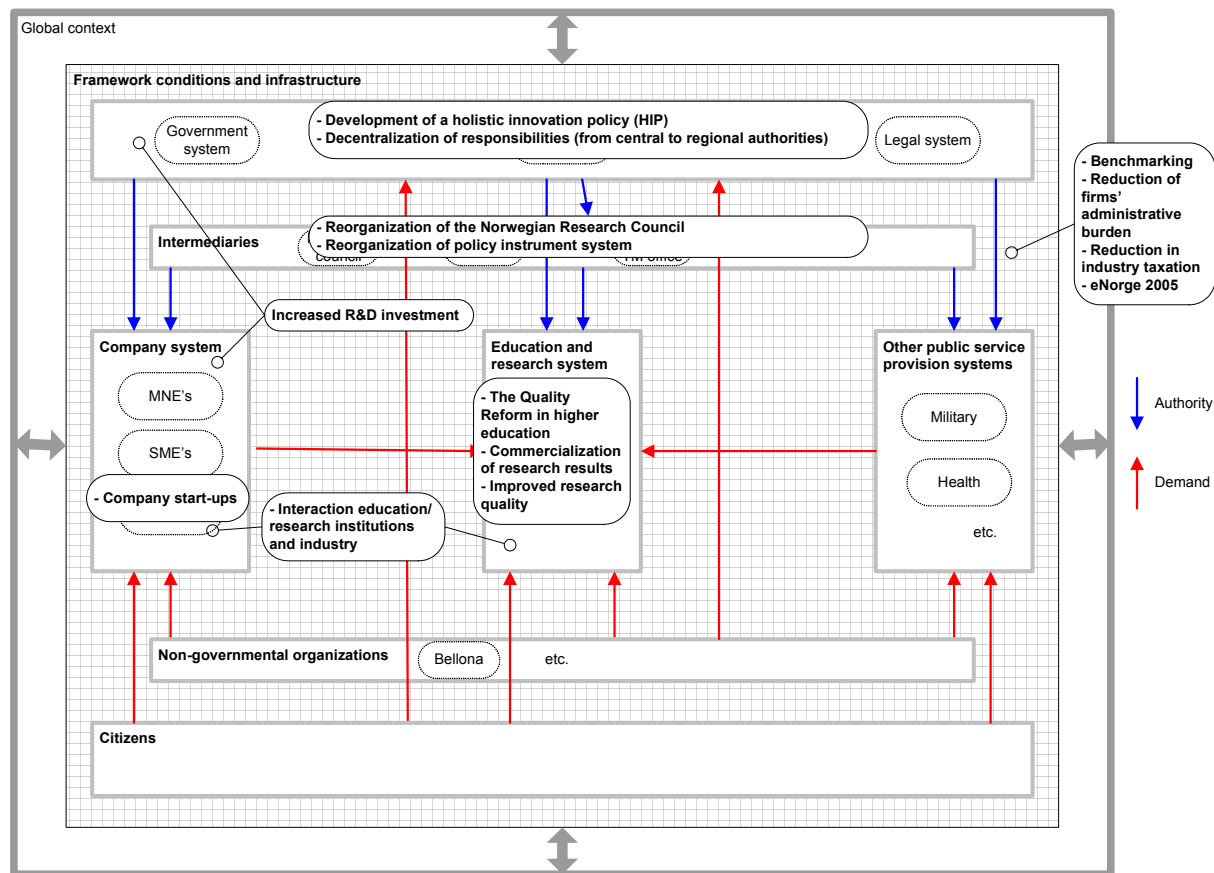 Global context
Framework conditions and infrastructure
Government
system
- Development of a holistic innovation policy (HIP)
- Decentralization of responsibilities (from central to regional authorities)
Legal system
- Benchmarking
- Reduction of
firms'
administrative
burden
- Reduction in
industry taxation
- eNorge 2005
Intermediaries
- Reorganization of the Norwegian Research Council
- Reorganization of policy instrument system
council
office
Increased R&D investment
Company system
MNE's
SME's
- Company start-ups
- Interaction education/
research institutions
and industry
Education and
research system
- The Quality
Reform in higher
education
- Commercialization
of research results
- Improved research
quality
Other public service
provision systems
Military
Health
etc.
Authority
Demand
Non-governmental organizations
Bellona
etc.
Citizens